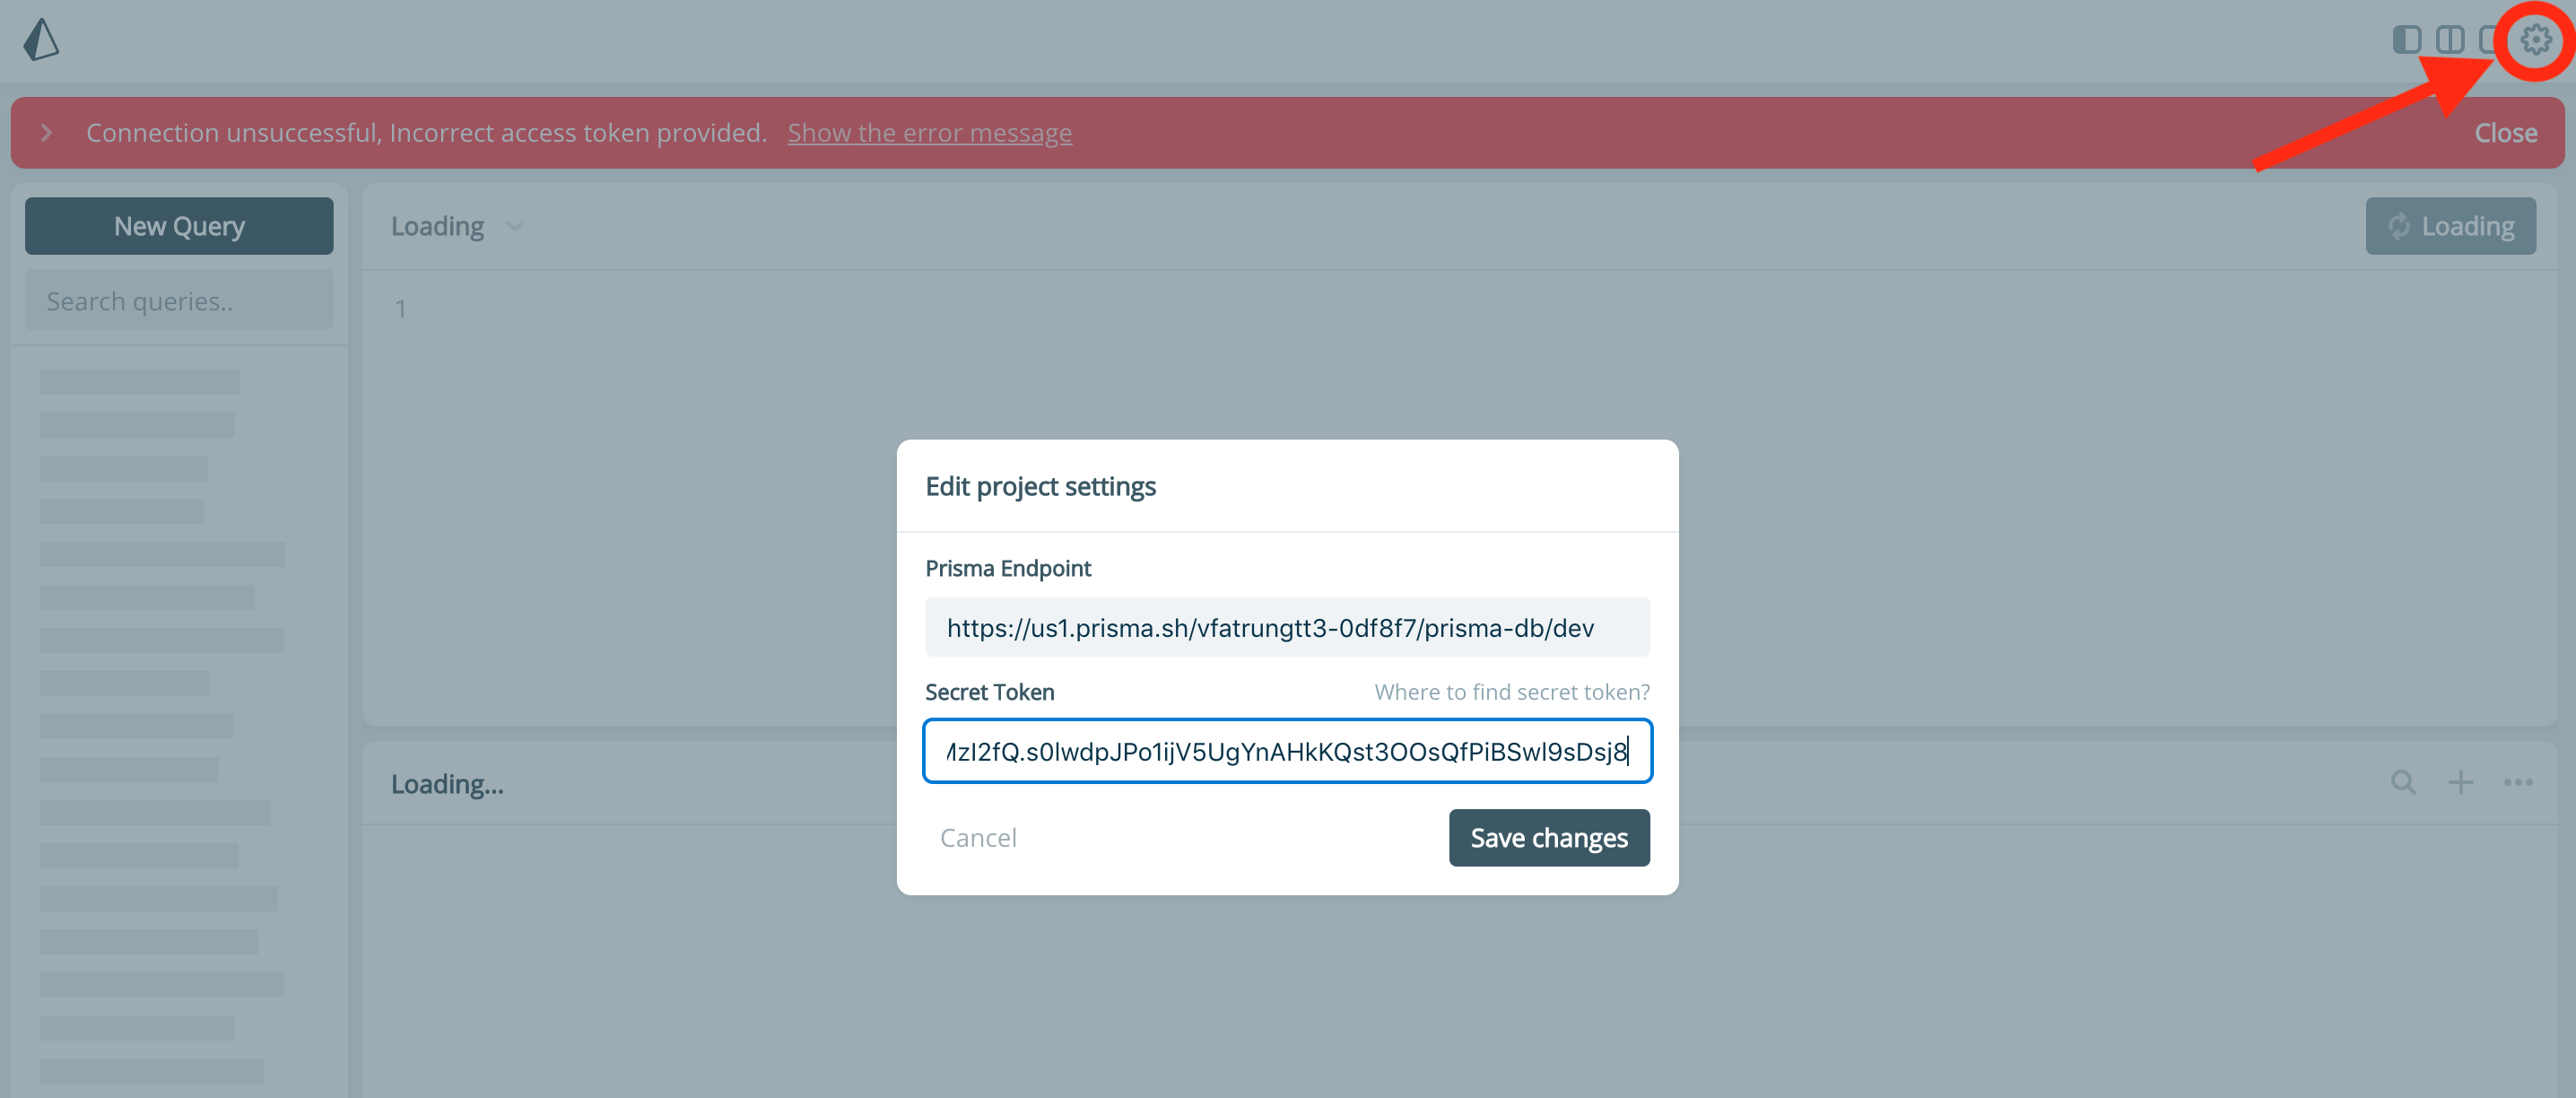 Connection unsuccessful, Incorrect access token provided. Show the error message
Close
New Query
Search queries..
Loading
Loading
1
Edit project settings
Prisma Endpoint
https://us1.prisma.sh/vfatrungtt3-0df8f7/prisma-db/dev
Secret Token
Where to find secret token?
MzI2fQ.s0lwdpJPo1ijV5UgYnAHkKQst3OOsQfPiBSwl9sDsj8
Cancel
Save changes
Loading...